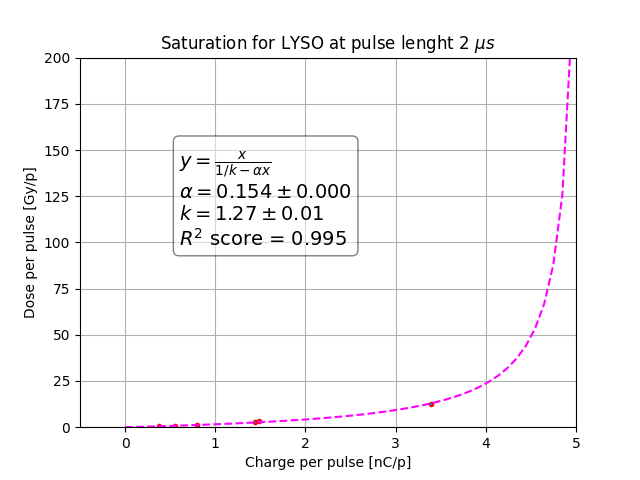 Saturation for LYSO at pulse lenght 2 μs
Dose per pulse [Gy/p]
200
175
150
125
100
75
50
25
0
y = x / (1/k − αx)
α = 0.154 ± 0.000
k = 1.27 ± 0.01
R² score = 0.995
0 1 2 3 4 5
Charge per pulse [nC/p]